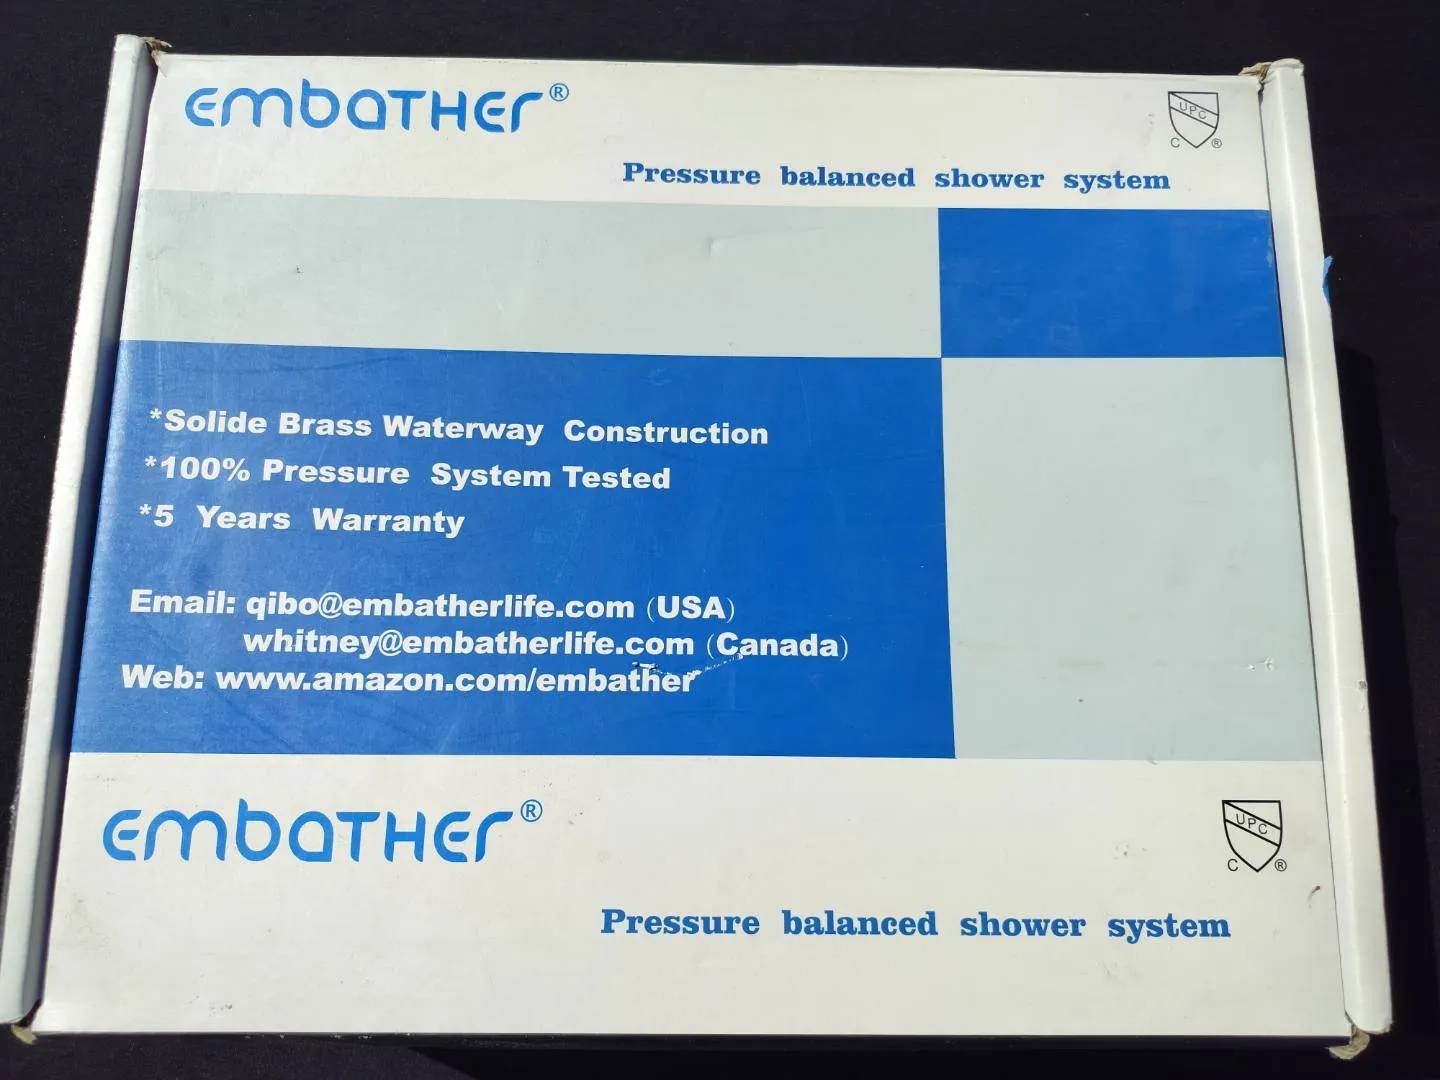 embATHer®
UPC
C ®
Pressure balanced shower system
*Solide Brass Waterway Construction
*100% Pressure System Tested
*5 Years Warranty
Email: qibo@embatherlife.com (USA)
whitney@embatherlife.com (Canada)
Web: www.amazon.com/embather
embATHer®
UPC
C ®
Pressure balanced shower system